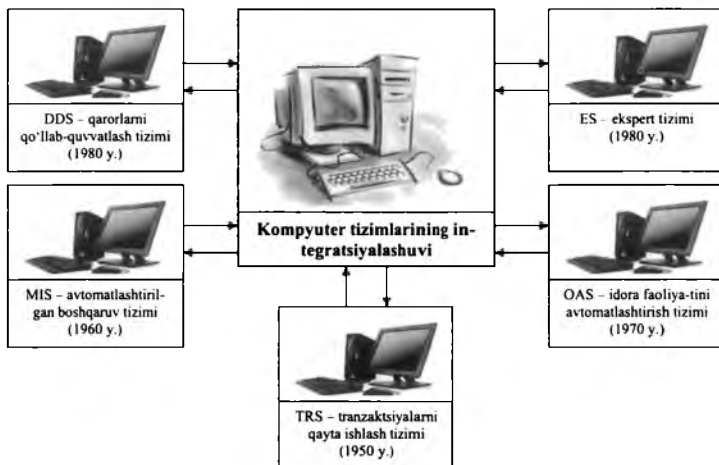 DDS – qarorlarni
qo‘llab-quvvatlash tizimi
(1980 y.)
ES - ekspert tizimi
(1980 y.)
Kompyuter tizimlarining in-
tegratsiyalashuvi
MIS – avtomatlashtiril-
gan boshqaruv tizimi
(1960 y.)
OAS – idora faoliya-tini
avtomatlashtirish tizimi
(1970 y.)
TRS – tranzaktsiyalarni
qayta ishlash tizimi
(1950 y.)